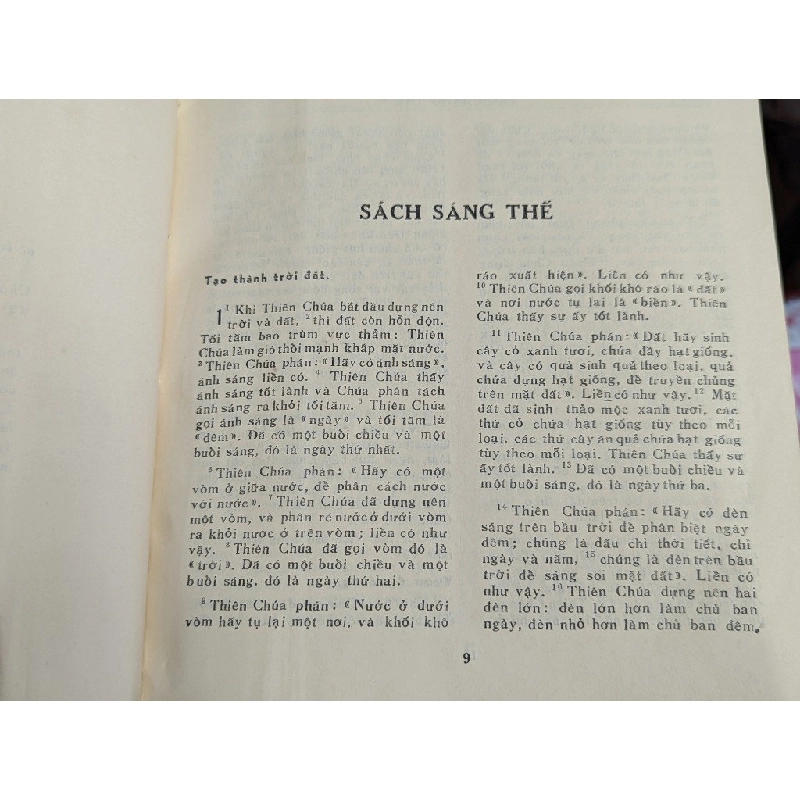 SÁCH SÁNG THẾ
Tạo thành trời đất.
1 ¹ Khi Thiên Chúa bắt đầu dựng nên
trời và đất, ² thì đất còn hỗn độn.
Tối tăm bao trùm vực thẳm: Thiên
Chúa làm gió thổi mạnh khắp mặt nước.
³ Thiên Chúa phán: «Hãy có ánh sáng»,
ánh sáng liền có. ⁴ Thiên Chúa thấy
ánh sáng tốt lành và Chúa phân tách
ánh sáng ra khỏi tối tăm. ⁵ Thiên Chúa
gọi ánh sáng là «ngày» và tối tăm là
«đêm». Đã có một buổi chiều và một
buổi sáng, đó là ngày thứ nhất.
⁶ Thiên Chúa phán: «Hãy có một
vòm ở giữa nước, để phân cách nước
với nước». ⁷ Thiên Chúa đã dựng nên
một vòm, và phân rẽ nước ở dưới vòm
ra khỏi nước ở trên vòm; liền có như
vậy. ⁸ Thiên Chúa đã gọi vòm đó là
«trời». Đã có một buổi chiều và một
buổi sáng, đó là ngày thứ hai.
⁹ Thiên Chúa phán: «Nước ở dưới
vòm hãy tụ lại một nơi, và khối khô
ráo xuất hiện». Liền có như vậy.
¹⁰ Thiên Chúa gọi khối khô ráo là «đất»
và nơi nước tụ lại là «biển». Thiên
Chúa thấy sự ấy tốt lành.
¹¹ Thiên Chúa phán: «Đất hãy sinh
cây cỏ xanh tươi, chứa đầy hạt giống,
và cây có quả sinh quả theo loại, quả
chứa đựng hạt giống, để truyền chủng
trên mặt đất». Liền có như vậy. ¹² Mặt
đất đã sinh thảo mộc xanh tươi, các
thứ cỏ chứa hạt giống tùy theo mỗi
loại, các thứ cây ăn quả chứa hạt giống
tùy theo mỗi loại. Thiên Chúa thấy sự
ấy tốt lành. ¹³ Đã có một buổi chiều và
một buổi sáng, đó là ngày thứ ba.
¹⁴ Thiên Chúa phán: «Hãy có đèn
sáng trên bầu trời để phân biệt ngày
đêm; chúng là dấu chỉ thời tiết, chỉ
ngày và năm, ¹⁵ chúng là đèn trên bầu
trời để sáng soi mặt đất». Liền có
như vậy. ¹⁶ Thiên Chúa dựng nên hai
đèn lớn: đèn lớn hơn làm chủ ban
ngày, đèn nhỏ hơn làm chủ ban đêm,
9